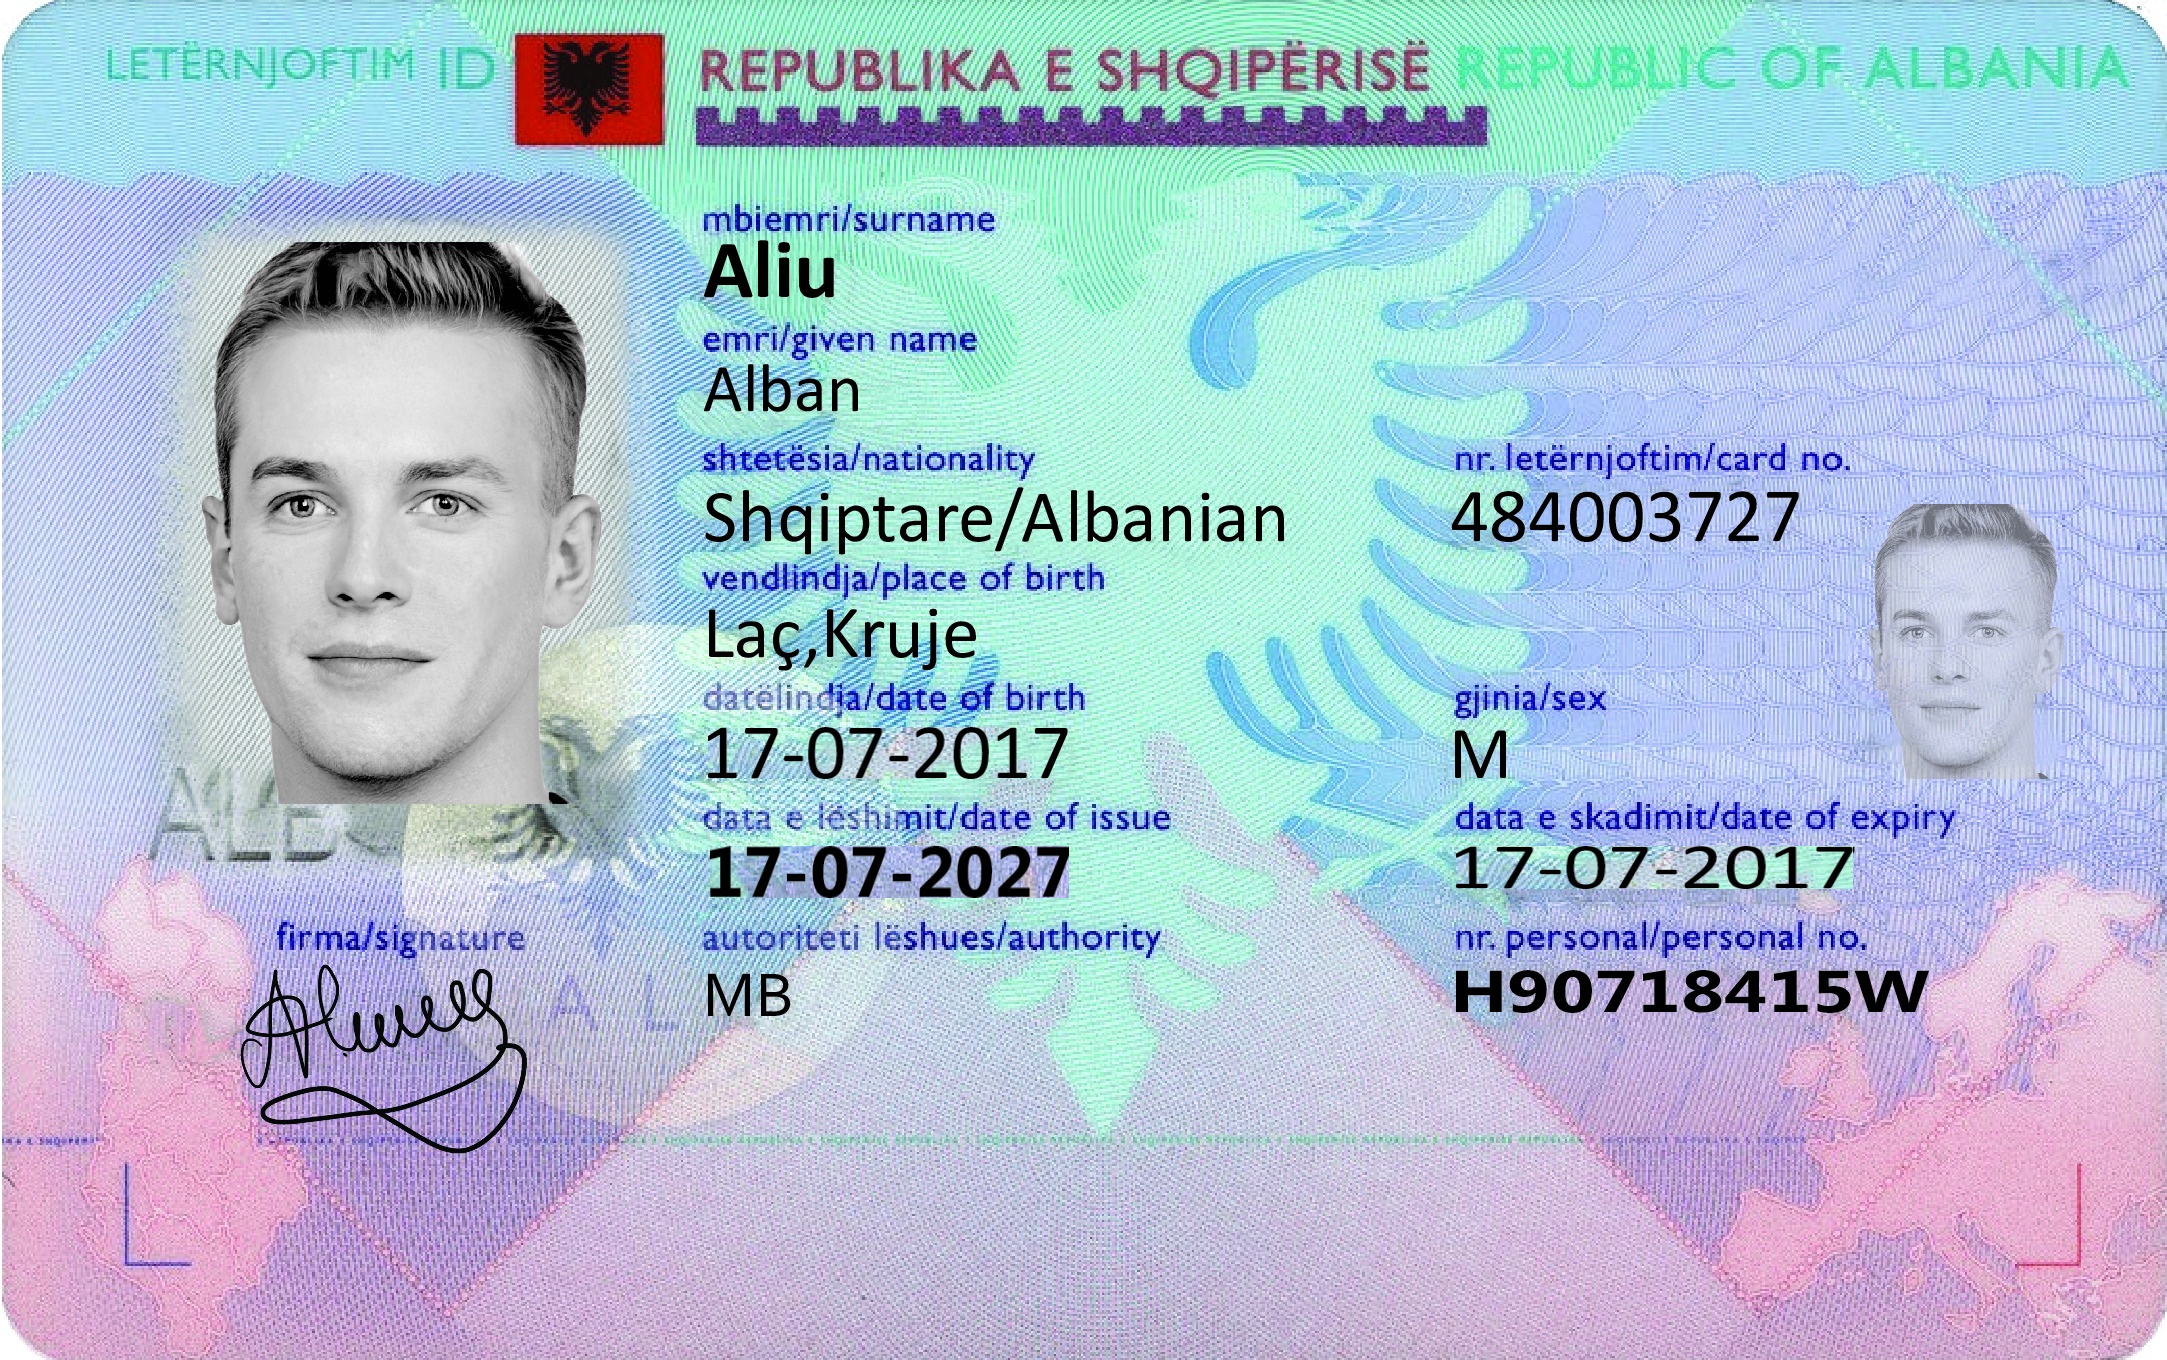 LETËRNJOFTIM ID REPUBLIKA E SHQIPËRISË REPUBLIC OF ALBANIA
mbiemri/surname
Aliu
emri/given name
Alban
shtetësia/nationality nr. letërnjoftim/card no.
Shqiptare/Albanian 484003727
vendlindja/place of birth
Laç,Kruje
datëlindja/date of birth gjinia/sex
17-07-2017 M
data e lëshimit/date of issue data e skadimit/date of expiry
17-07-2027 17-07-2017
firma/signature autoriteti lëshues/authority nr. personal/personal no.
MB H90718415W